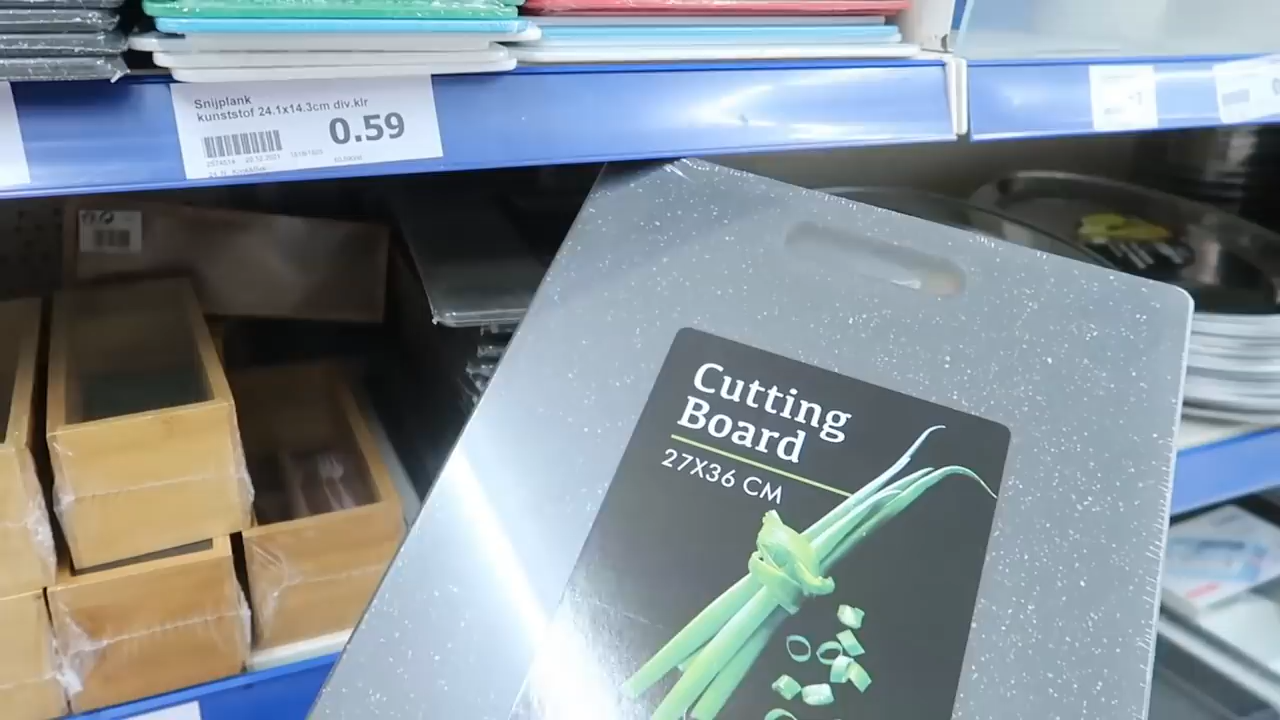 Snijplank
kunststof 24.1x14.3cm div.klr
0.59
Cutting
Board
27X36 CM